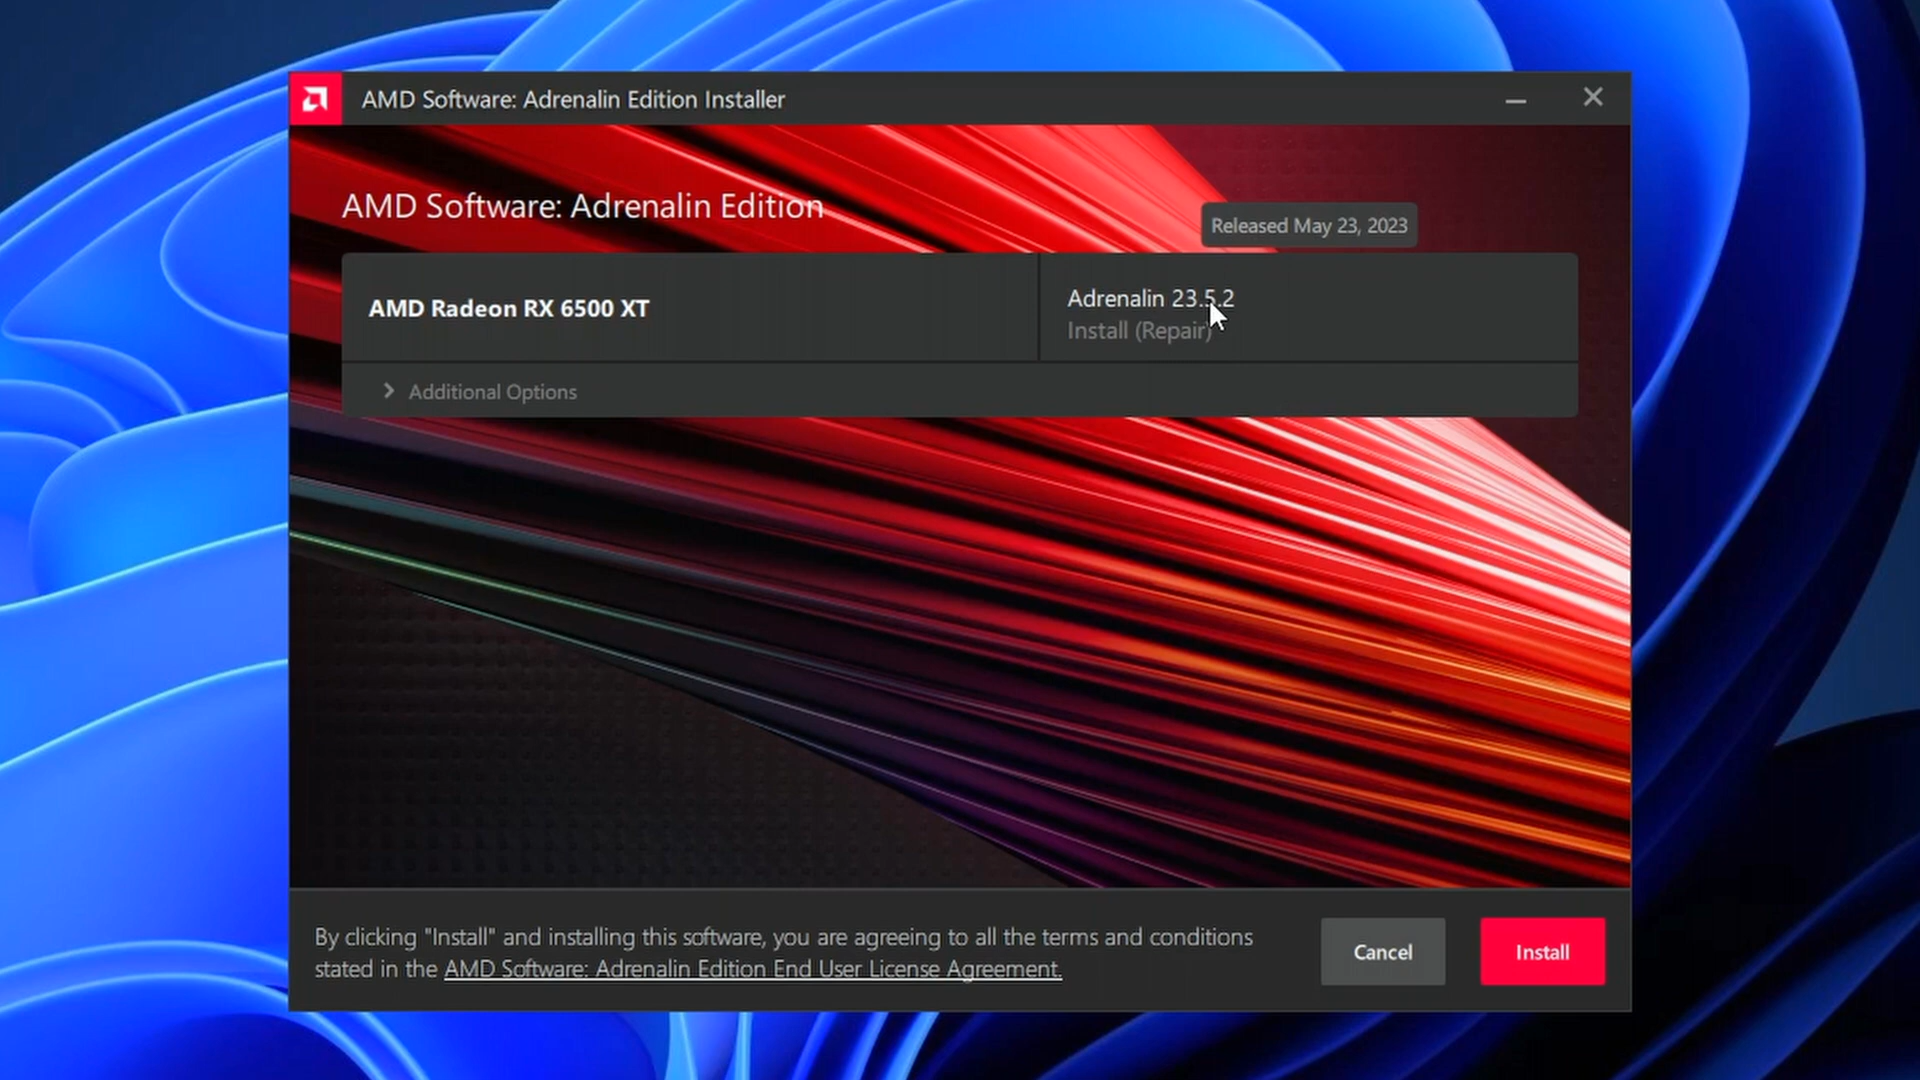 AMD Software: Adrenalin Edition Installer
AMD Software: Adrenalin Edition
Released May 23, 2023
AMD Radeon RX 6500 XT
Adrenalin 23.5.2
Install (Repair)
Additional Options
By clicking "Install" and installing this software, you are agreeing to all the terms and conditions
stated in the AMD Software: Adrenalin Edition End User License Agreement.
Cancel
Install